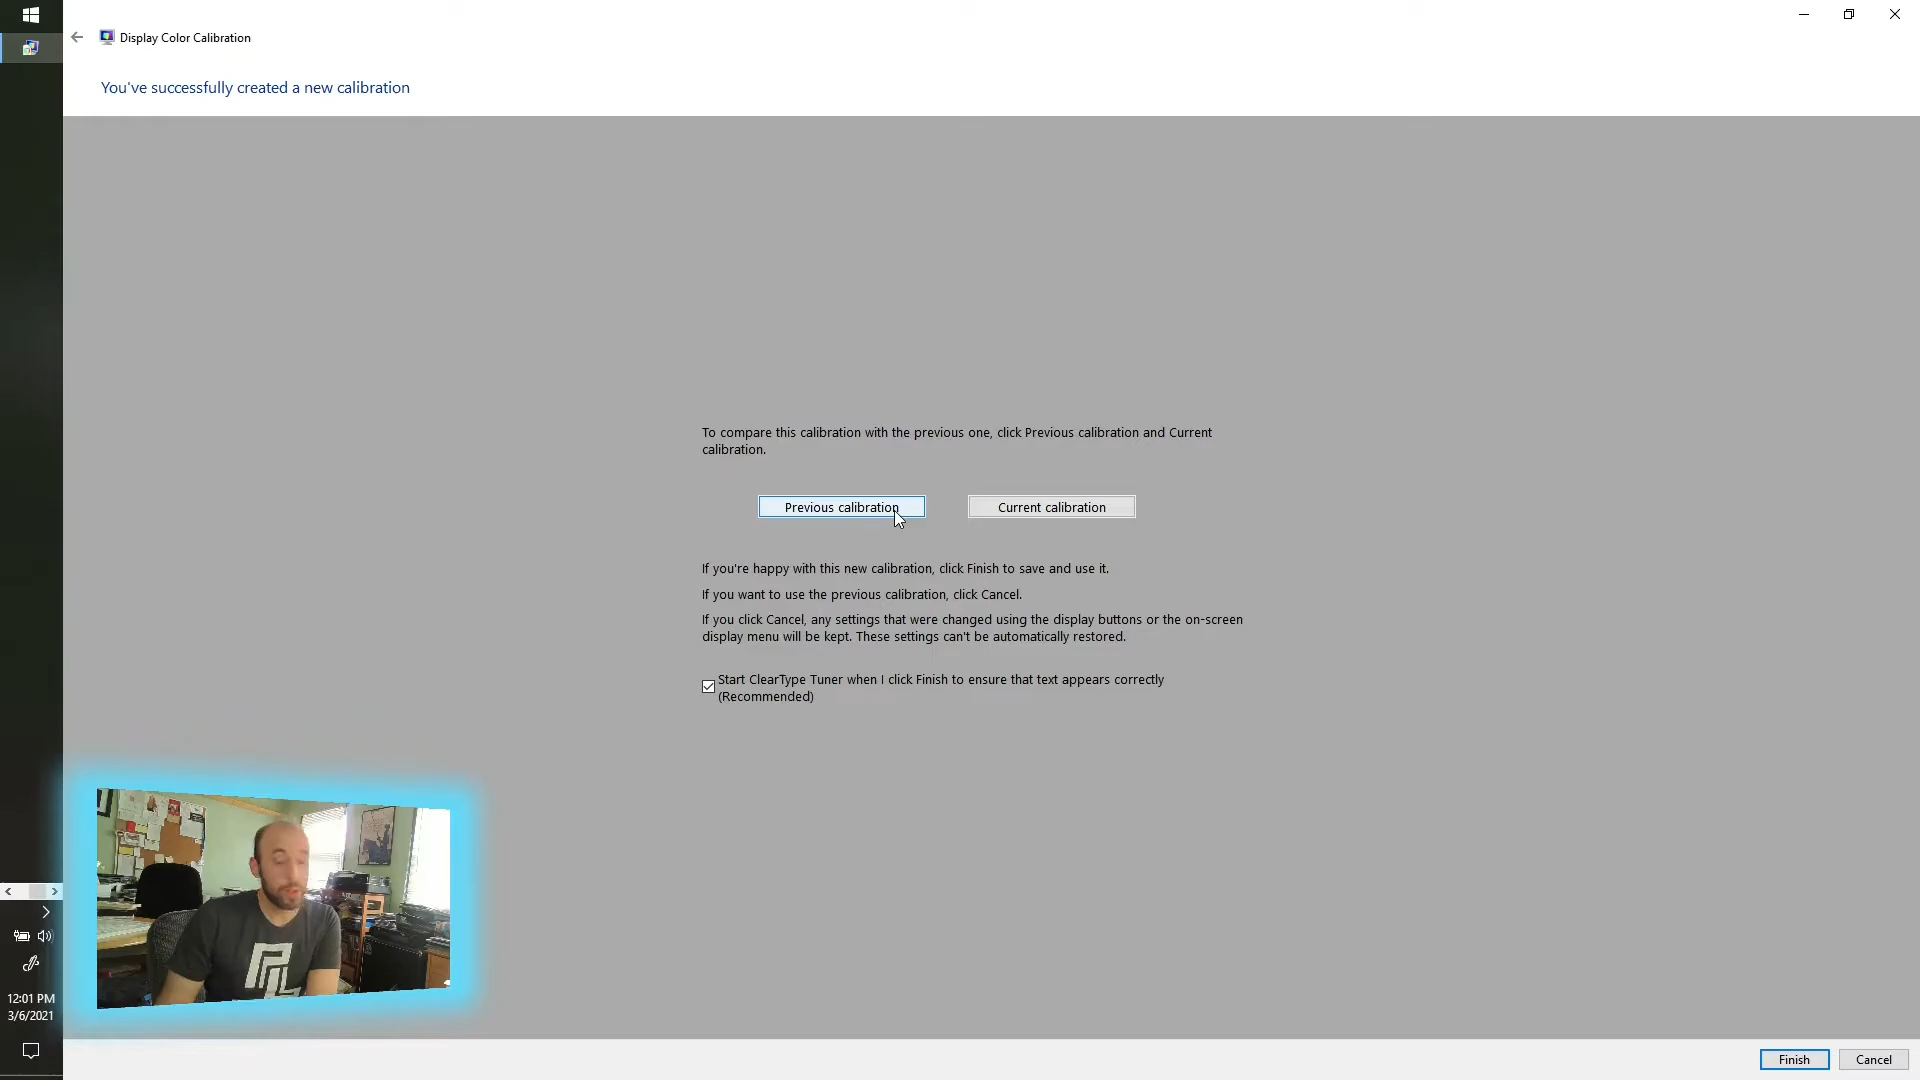 Display Color Calibration
You've successfully created a new calibration
To compare this calibration with the previous one, click Previous calibration and Current
calibration.
Previous calibration
Current calibration
If you're happy with this new calibration, click Finish to save and use it.
If you want to use the previous calibration, click Cancel.
If you click Cancel, any settings that were changed using the display buttons or the on-screen
display menu will be kept. These settings can't be automatically restored.
Start ClearType Tuner when I click Finish to ensure that text appears correctly
(Recommended)
12:01 PM
3/6/2021
Finish
Cancel